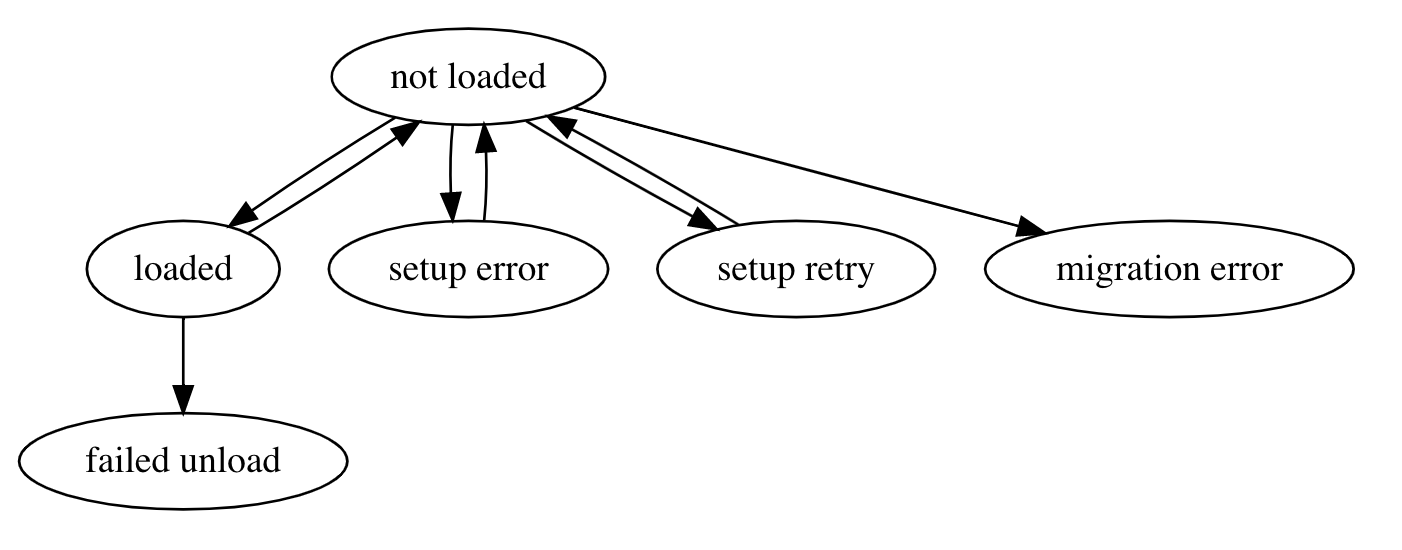 not loaded
loaded
setup error
setup retry
migration error
failed unload